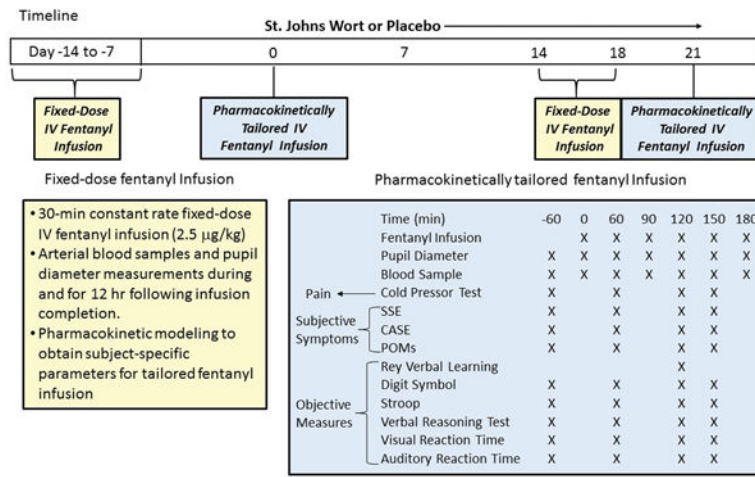 Timeline
St. Johns Wort or Placebo
Day -14 to -7 0 7 14 18 21
Fixed-Dose
IV Fentanyl
Infusion
Pharmacokinetically
Tailored IV
Fentanyl Infusion
Fixed-Dose
IV Fentanyl
Infusion
Pharmacokinetically
Tailored IV
Fentanyl Infusion
Fixed-dose fentanyl Infusion
• 30-min constant rate fixed-dose
IV fentanyl infusion (2.5 µg/kg)
• Arterial blood samples and pupil
diameter measurements during
and for 12 hr following infusion
completion.
• Pharmacokinetic modeling to
obtain subject-specific
parameters for tailored fentanyl
infusion
Pharmacokinetically tailored fentanyl Infusion
Time (min) -60 0 60 90 120 150 180
Fentanyl Infusion X X X X X X
Pupil Diameter X X X X X X X
Blood Sample X X X X X X X
Pain Cold Pressor Test X X X X
Subjective
Symptoms
SSE X X X X
CASE X X X X
POMs X X X X
Objective
Measures
Rey Verbal Learning X
Digit Symbol X X X X
Stroop X X X X
Verbal Reasoning Test X X X X
Visual Reaction Time X X X X
Auditory Reaction Time X X X X